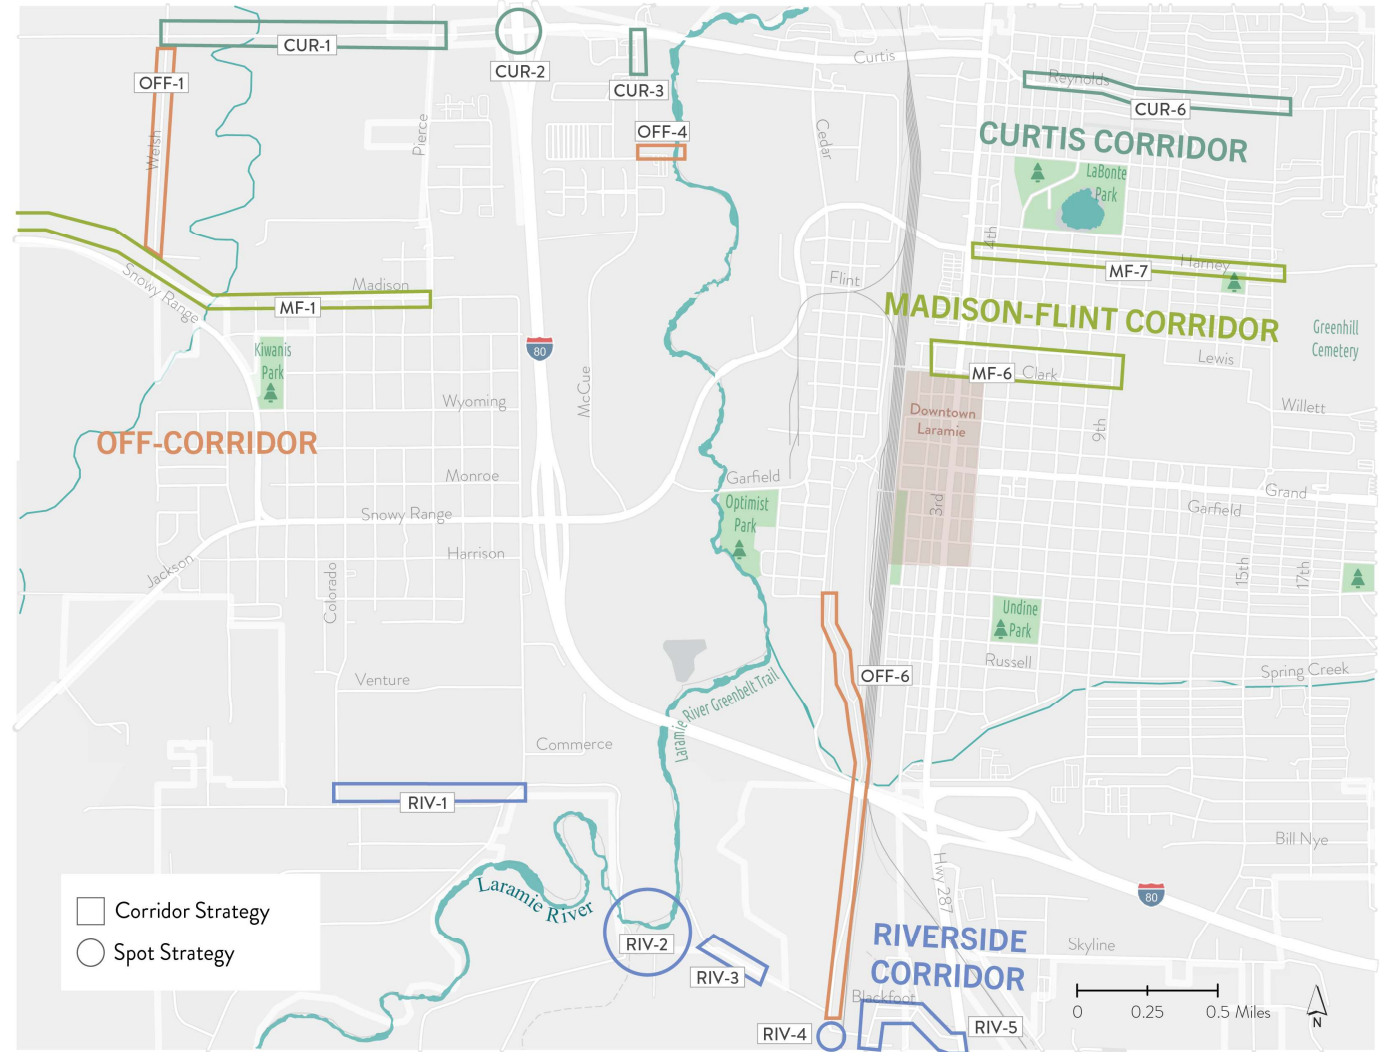 CUR-1
CUR-2
CUR-3
Curtis
Reynolds
CUR-6
OFF-1
Welsh
Pierce
OFF-4
Cedar
CURTIS CORRIDOR
LaBonte
Park
4th
Harney
MF-7
Snowy Range
Madison
MF-1
Flint
MADISON-FLINT CORRIDOR
Greenhill
Cemetery
Kiwanis
Park
80
McCue
Lewis
MF-6
Clark
Wyoming
Willett
Downtown
Laramie
9th
OFF-CORRIDOR
Monroe
Garfield
Grand
Garfield
3rd
Optimist
Park
Snowy Range
Harrison
Jackson
Colorado
15th
17th
Undine
Park
Russell
Spring Creek
OFF-6
Venture
Laramie River Greenbelt Trail
Commerce
RIV-1
Bill Nye
Hwy 287
80
Laramie River
Corridor Strategy
Spot Strategy
RIV-2
RIV-3
RIVERSIDE
CORRIDOR
Skyline
Blackfoot
RIV-4
RIV-5
0 0.25 0.5 Miles
N